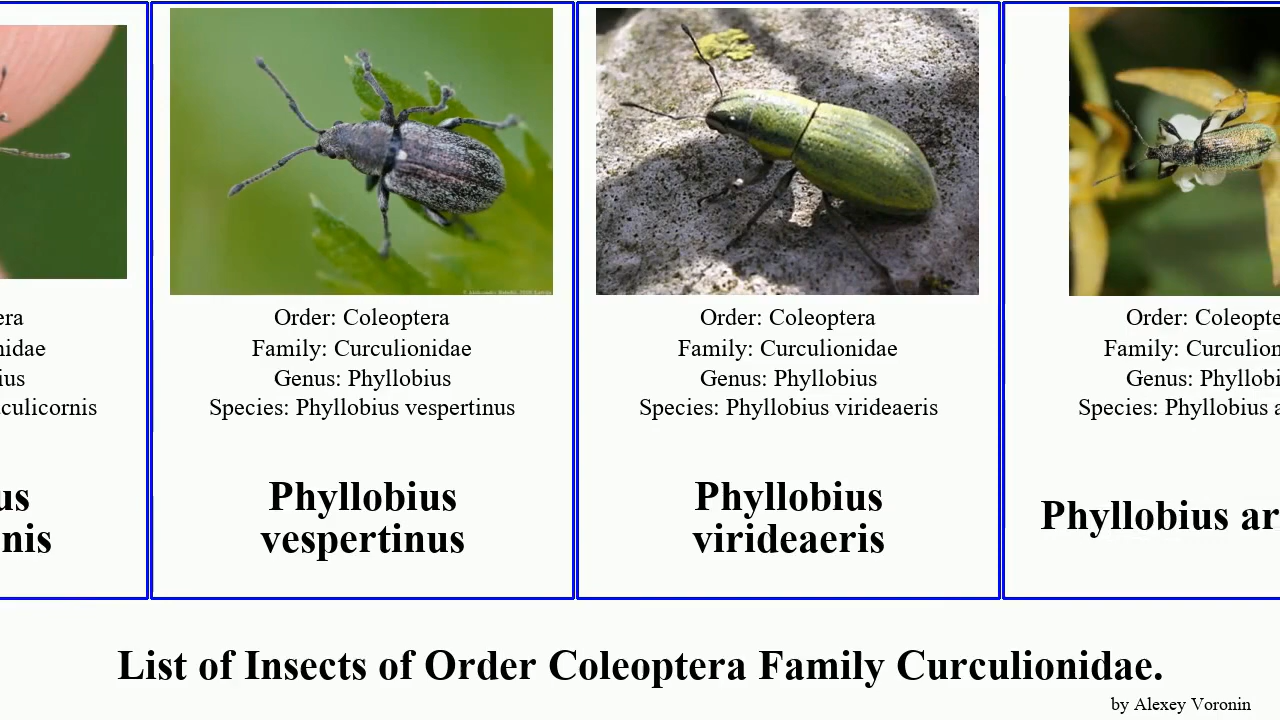 era
nidae
ius
culicornis
us
nis
Order: Coleoptera
Family: Curculionidae
Genus: Phyllobius
Species: Phyllobius vespertinus
Phyllobius
vespertinus
Order: Coleoptera
Family: Curculionidae
Genus: Phyllobius
Species: Phyllobius virideaeris
Phyllobius
virideaeris
Order: Coleopte
Family: Curculion
Genus: Phyllobi
Species: Phyllobius a
Phyllobius ar
List of Insects of Order Coleoptera Family Curculionidae.
by Alexey Voronin